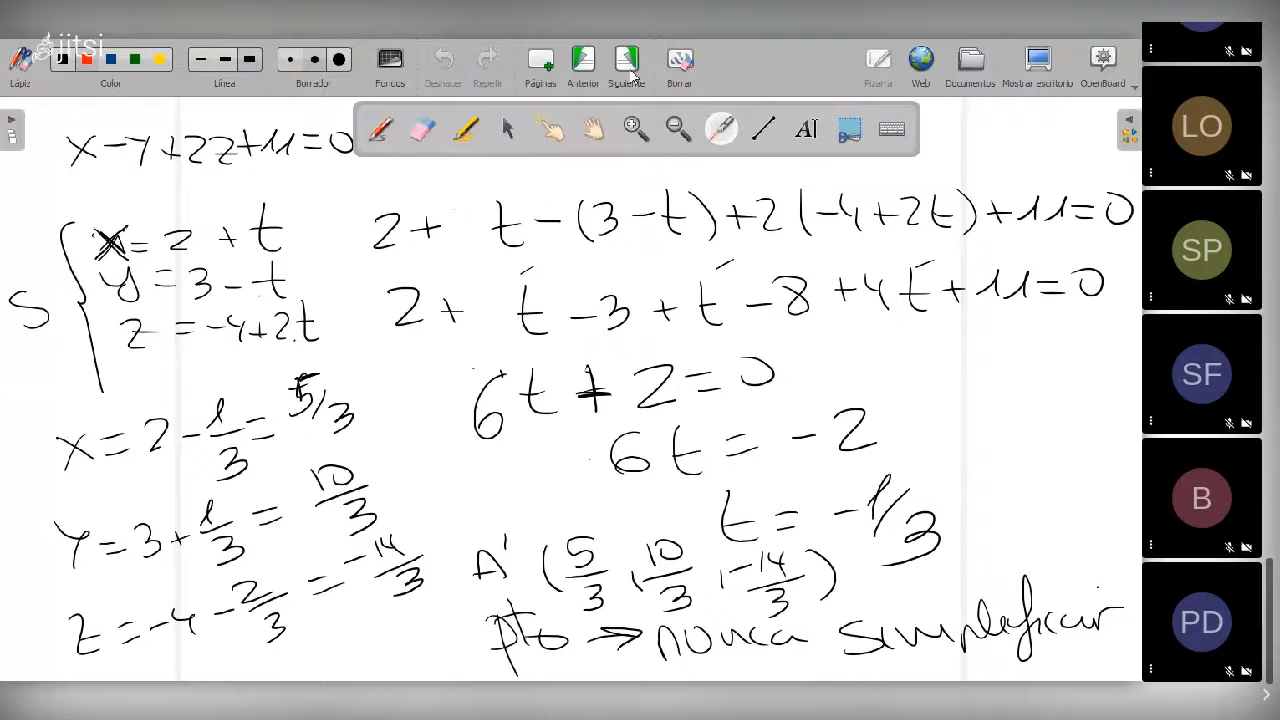 jitsi
Lápiz Color Línea Borrador Fondos Deshacer Repetir Páginas Anterior Siguiente Borrar Pizarra Web Documentos Mostrar escritorio OpenBoard
x-y+2z+11=0
S { x=2+t
y=3-t
z=-4+2t
2+t-(3-t)+2(-4+2t)+11=0
2+t-3+t-8+4t+11=0
6t+2=0
6t=-2
t=-1/3
x=2-1/3=5/3
y=3+1/3=10/3
z=-4-2/3=-14/3
A' (5/3, 10/3, -14/3)
pto → nunca simplificar
LO
SP
SF
B
PD